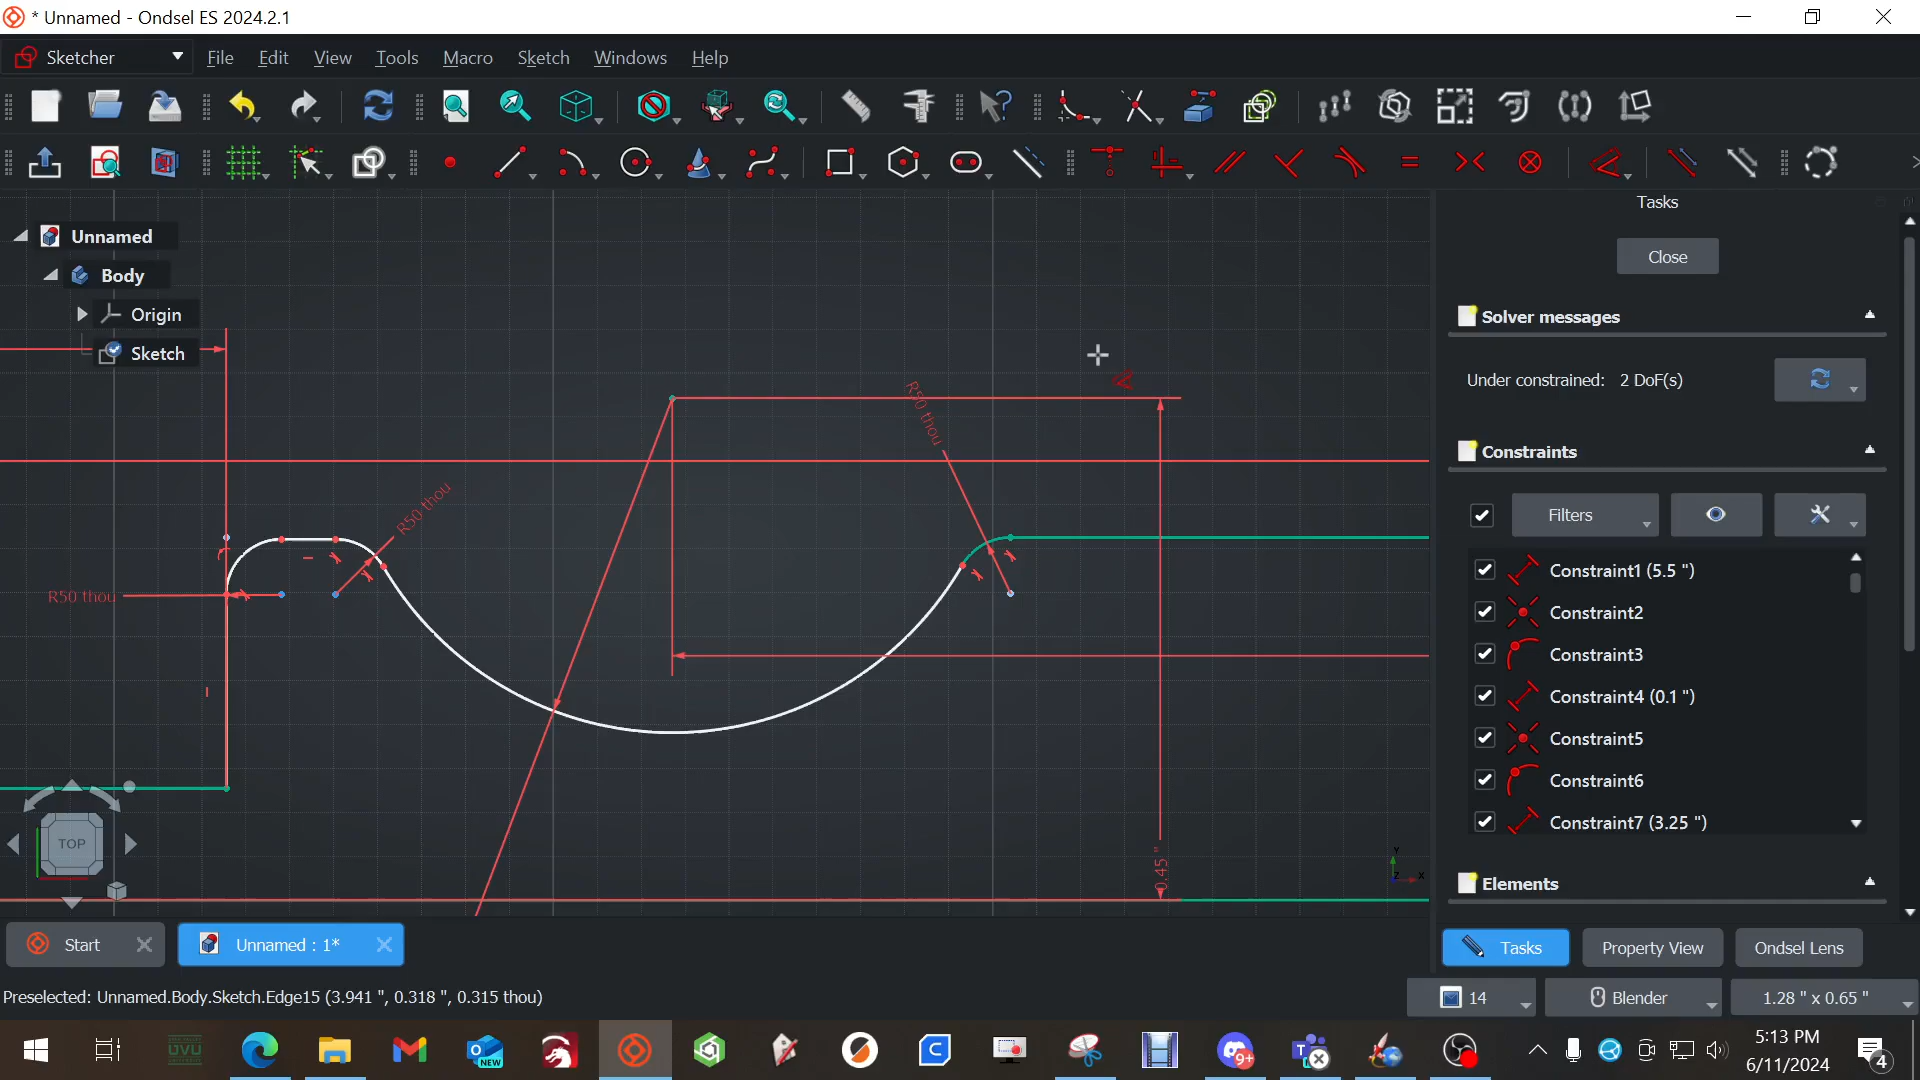 * Unnamed - Ondsel ES 2024.2.1
Sketcher
File
Edit
View
Tools
Macro
Sketch
Windows
Help
Unnamed
Body
Origin
Sketch
R50 thou
R50 thou
R50 thou
0.45 "
TOP
Y
Z
X
Tasks
Close
Solver messages
Under constrained: 2 DoF(s)
Constraints
Filters
Constraint1 (5.5 ")
Constraint2
Constraint3
Constraint4 (0.1 ")
Constraint5
Constraint6
Constraint7 (3.25 ")
Elements
Start
Unnamed : 1*
Tasks
Property View
Ondsel Lens
Preselected: Unnamed.Body.Sketch.Edge15 (3.941 ", 0.318 ", 0.315 thou)
14
Blender
1.28 " x 0.65 "
UVU
NEW
9+
5:13 PM
6/11/2024
4